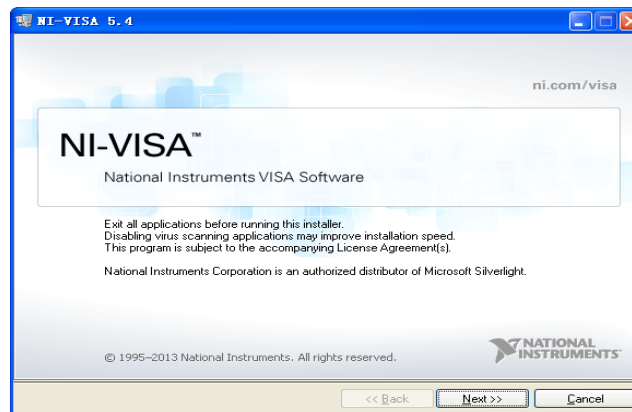 NI-VISA 5.4
ni.com/visa
NI-VISA™
National Instruments VISA Software
Exit all applications before running this installer.
Disabling virus scanning applications may improve installation speed.
This program is subject to the accompanying License Agreement(s).
National Instruments Corporation is an authorized distributor of Microsoft Silverlight.
© 1995–2013 National Instruments. All rights reserved.
NATIONAL
INSTRUMENTS™
<< Back
Next >>
Cancel